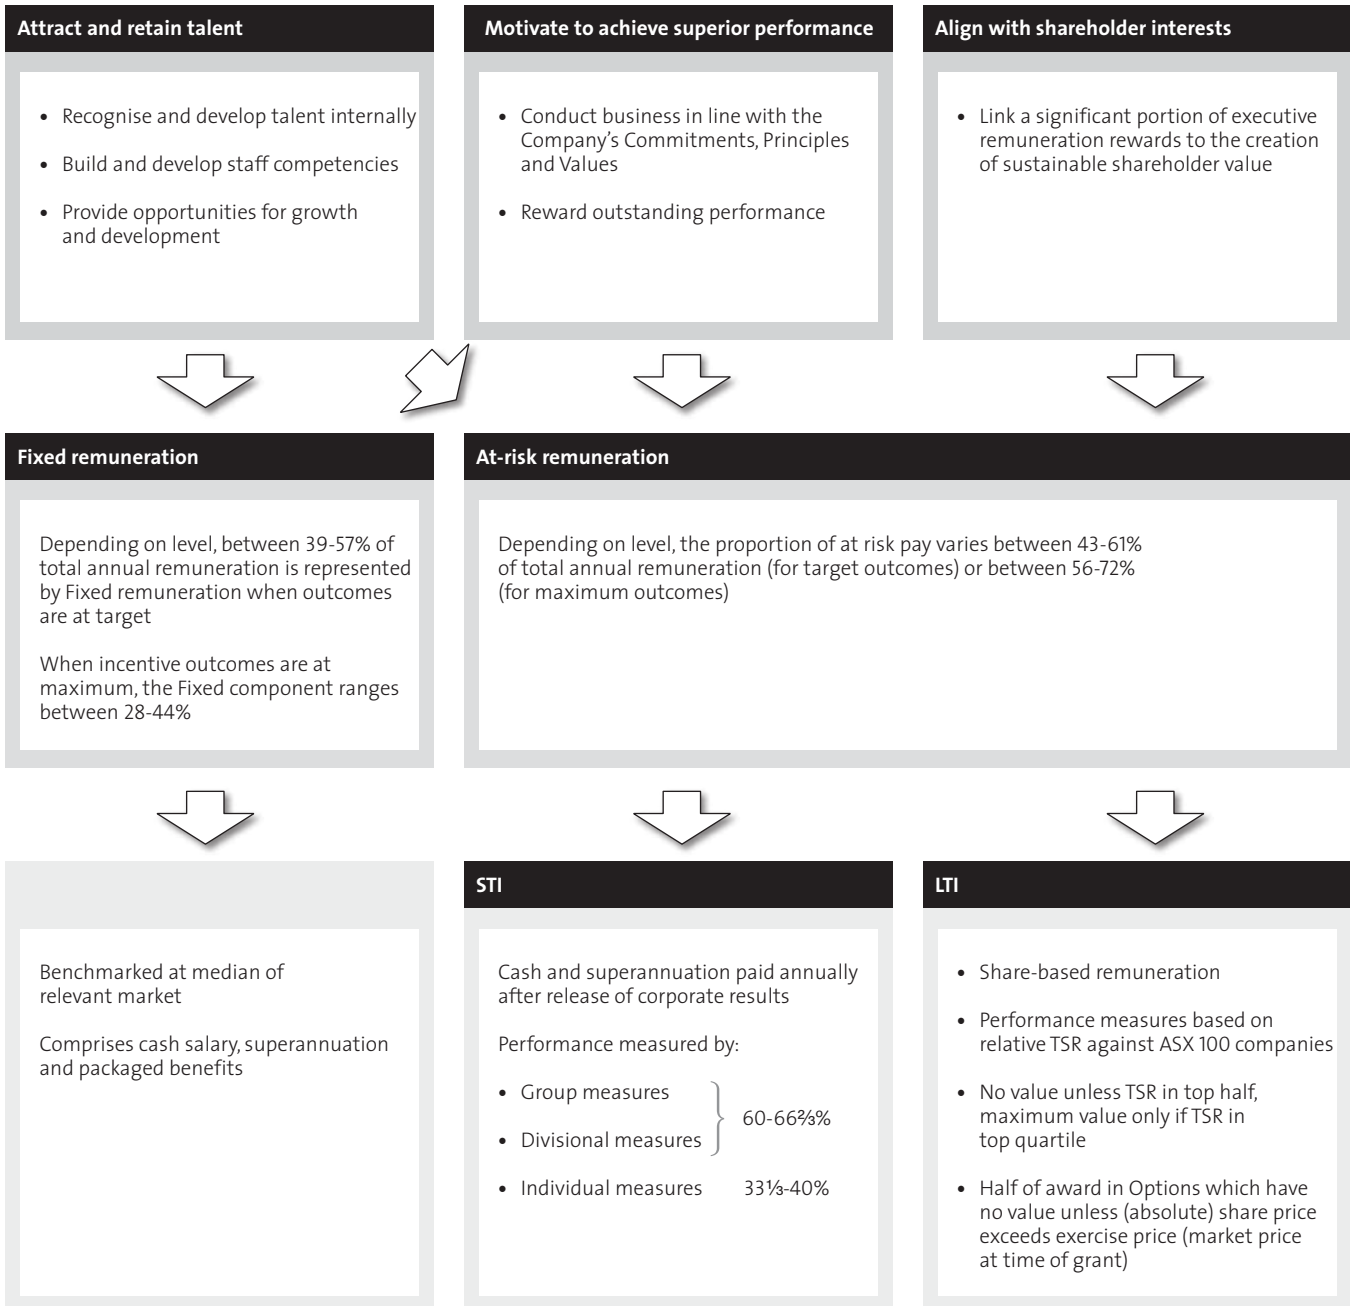 Attract and retain talent
• Recognise and develop talent internally
• Build and develop staff competencies
• Provide opportunities for growth
and development
Motivate to achieve superior performance
• Conduct business in line with the
Company’s Commitments, Principles
and Values
• Reward outstanding performance
Align with shareholder interests
• Link a significant portion of executive
remuneration rewards to the creation
of sustainable shareholder value
Fixed remuneration
Depending on level, between 39-57% of
total annual remuneration is represented
by Fixed remuneration when outcomes
are at target
When incentive outcomes are at
maximum, the Fixed component ranges
between 28-44%
At-risk remuneration
Depending on level, the proportion of at risk pay varies between 43-61%
of total annual remuneration (for target outcomes) or between 56-72%
(for maximum outcomes)
Benchmarked at median of
relevant market
Comprises cash salary, superannuation
and packaged benefits
STI
Cash and superannuation paid annually
after release of corporate results
Performance measured by:
• Group measures
• Divisional measures
60-66⅔%
• Individual measures 33⅓-40%
LTI
• Share-based remuneration
• Performance measures based on
relative TSR against ASX 100 companies
• No value unless TSR in top half,
maximum value only if TSR in
top quartile
• Half of award in Options which have
no value unless (absolute) share price
exceeds exercise price (market price
at time of grant)